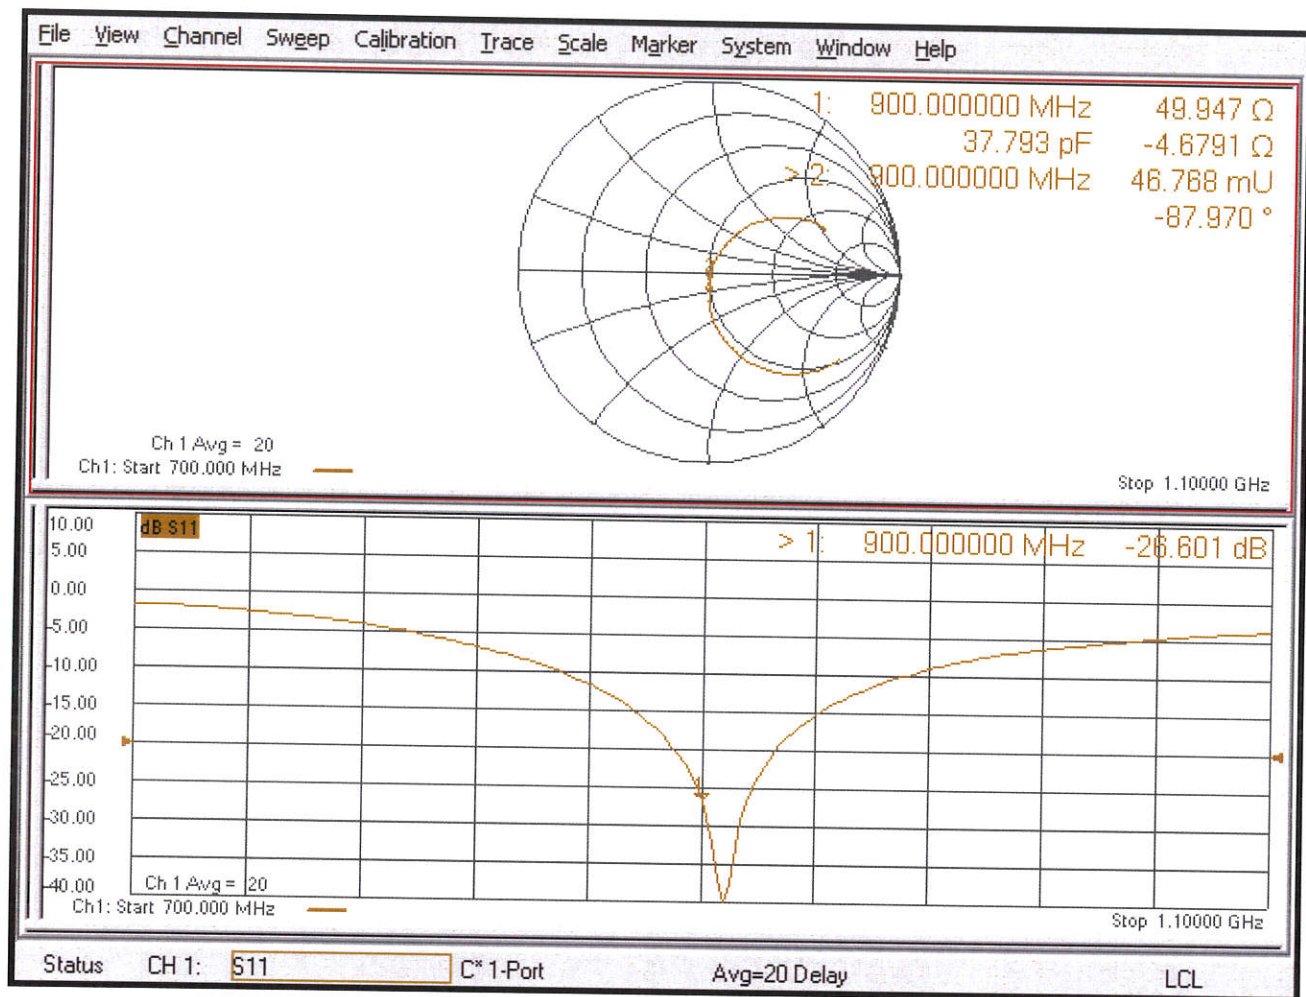 File View Channel Sweep Calibration Trace Scale Marker System Window Help
1: 900.000000 MHz 49.947 Ω
37.793 pF -4.6791 Ω
> 2: 900.000000 MHz 46.768 mU
-87.970 °
Ch 1 Avg = 20
Ch1: Start 700.000 MHz
Stop 1.10000 GHz
10.00
dB S11
> 1: 900.000000 MHz -26.601 dB
5.00
0.00
-5.00
-10.00
-15.00
-20.00
-25.00
1
-30.00
-35.00
-40.00
Ch 1 Avg = 20
Ch1: Start 700.000 MHz
Stop 1.10000 GHz
Status CH 1: S11 C* 1-Port Avg=20 Delay LCL